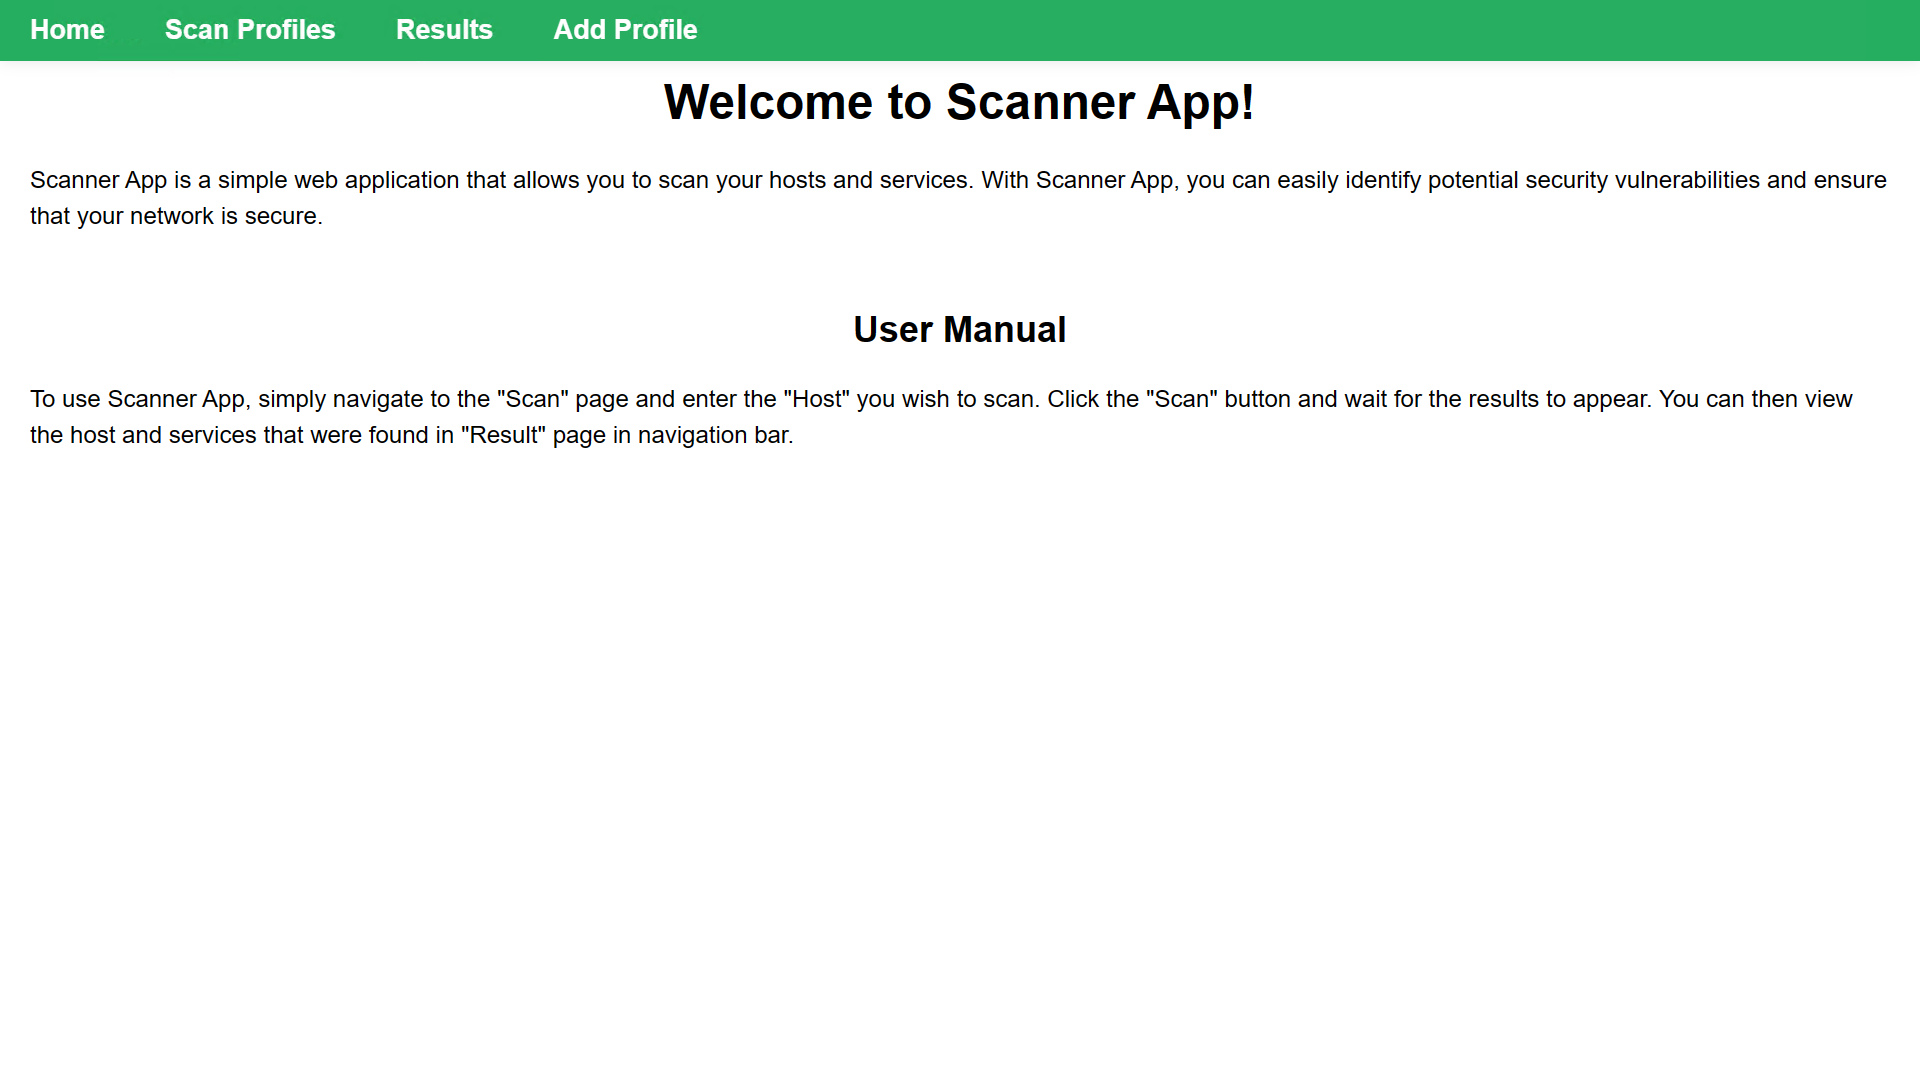 Home Scan Profiles Results Add Profile
Welcome to Scanner App!
Scanner App is a simple web application that allows you to scan your hosts and services. With Scanner App, you can easily identify potential security vulnerabilities and ensure
that your network is secure.
User Manual
To use Scanner App, simply navigate to the "Scan" page and enter the "Host" you wish to scan. Click the "Scan" button and wait for the results to appear. You can then view
the host and services that were found in "Result" page in navigation bar.